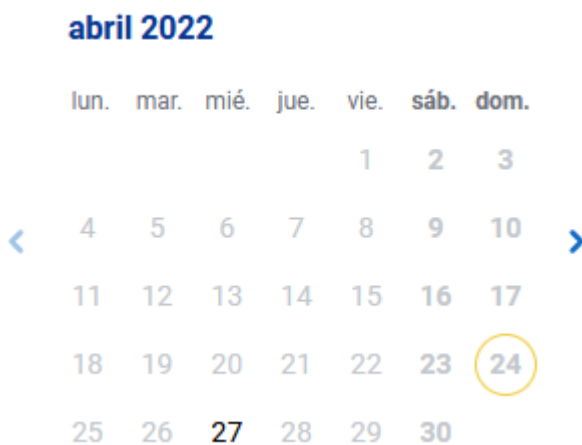 abril 2022
lun. mar. mié. jue. vie. sáb. dom.
1 2 3
4 5 6 7 8 9 10
11 12 13 14 15 16 17
18 19 20 21 22 23 24
25 26 27 28 29 30